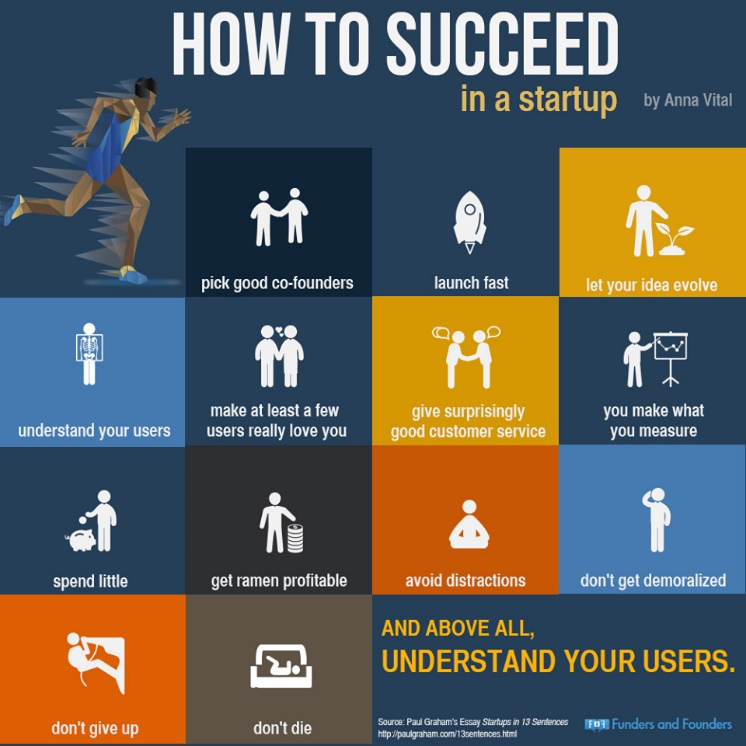 HOW TO SUCCEED
in a startup
by Anna Vital
pick good co-founders
launch fast
let your idea evolve
understand your users
make at least a few
users really love you
give surprisingly
good customer service
you make what
you measure
spend little
get ramen profitable
avoid distractions
don't get demoralized
don't give up
don't die
AND ABOVE ALL,
UNDERSTAND YOUR USERS.
Source: Paul Graham's Essay Startups in 13 Sentences
http://paulgraham.com/13sentences.html
Funders and Founders